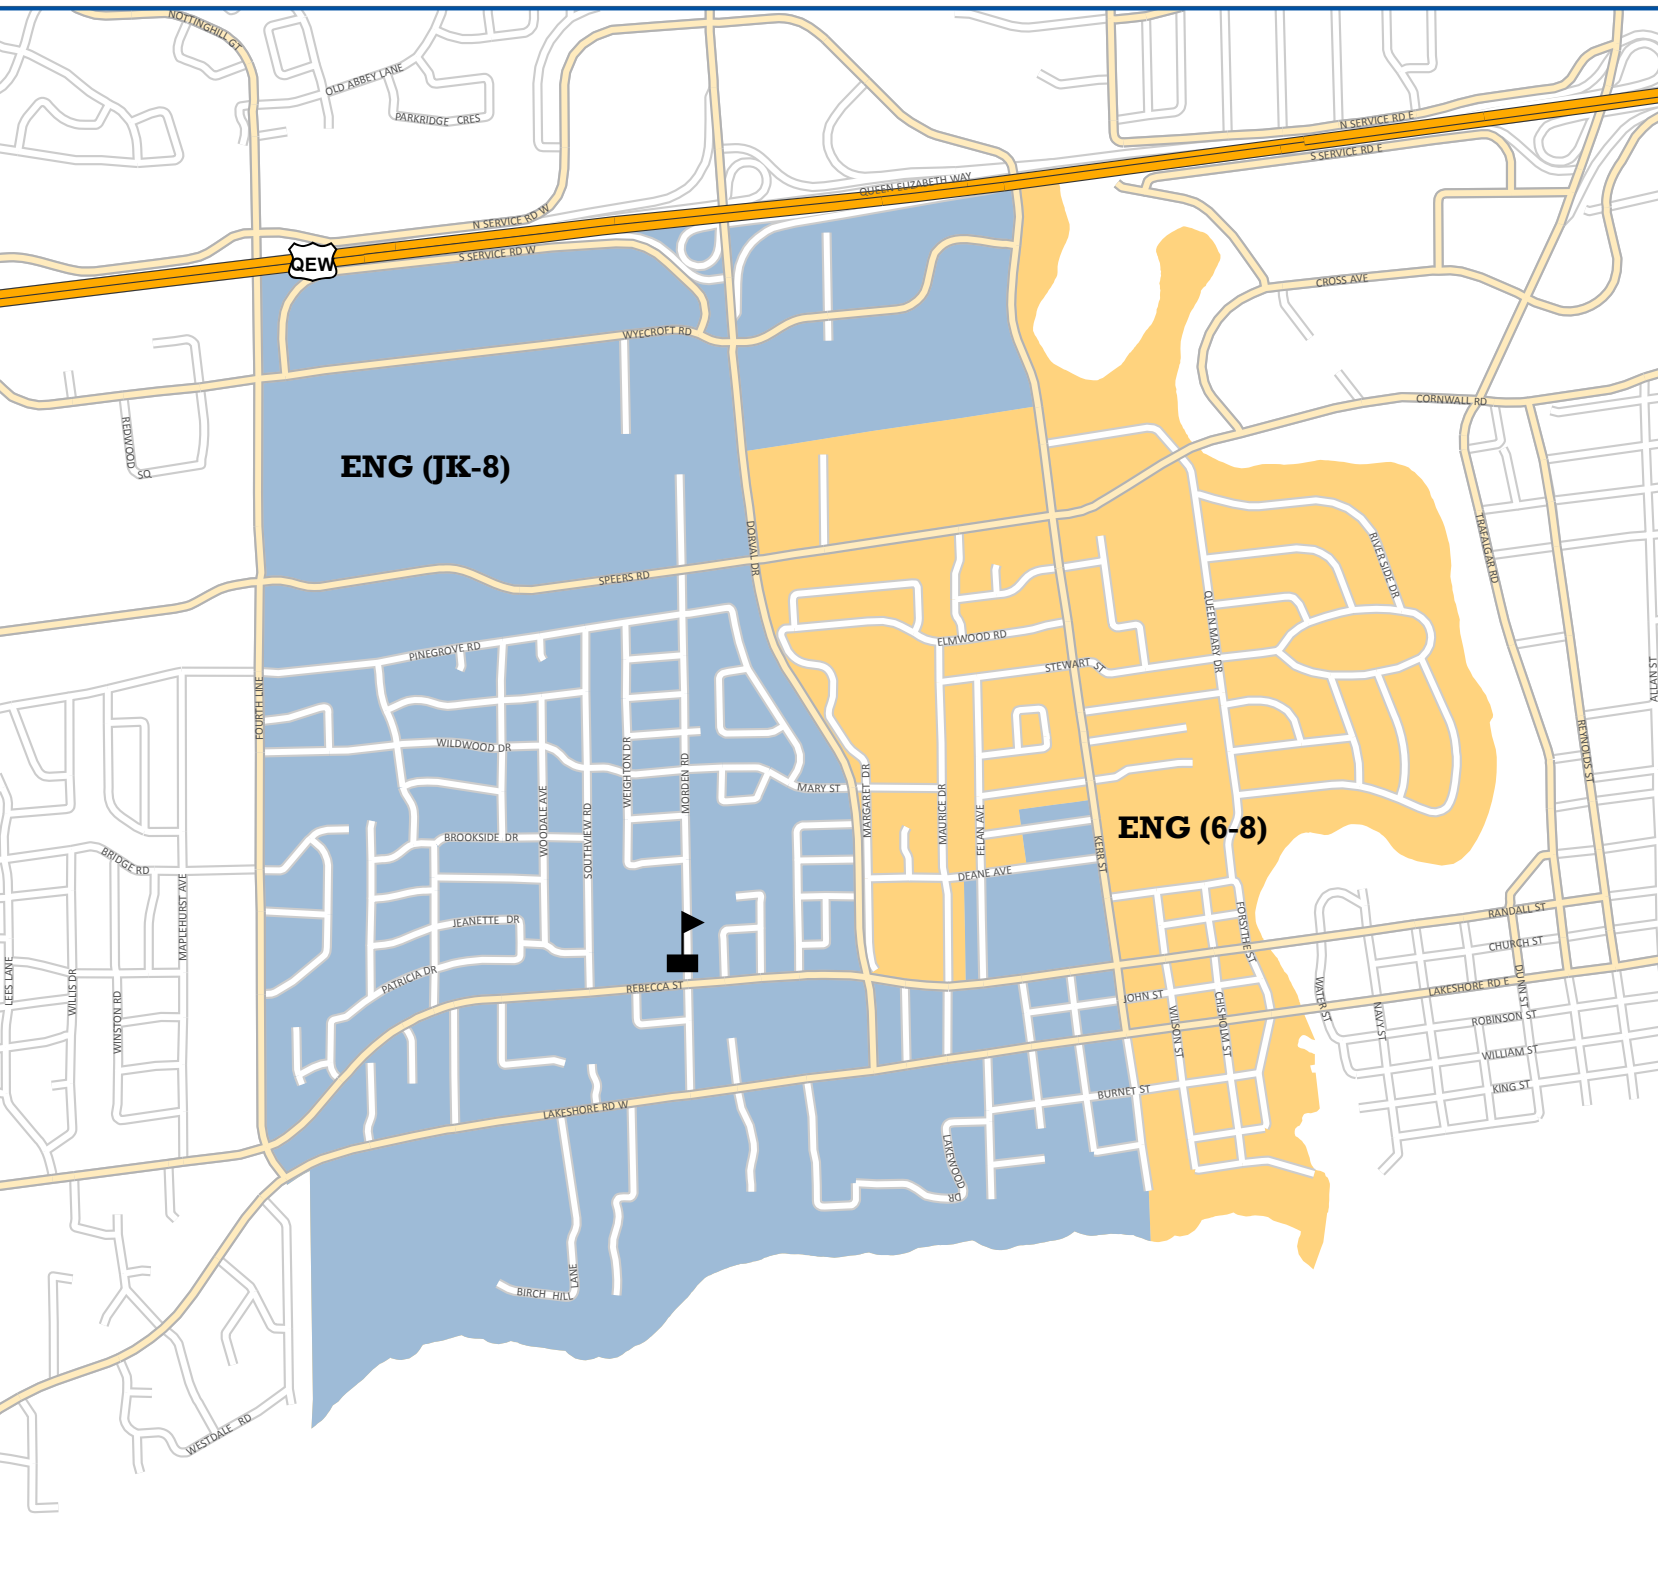 NOTTINGHILL GT
OLD ABBEY LANE
PARKRIDGE CRES
N SERVICE RD E
S SERVICE RD E
QUEEN ELIZABETH WAY
N SERVICE RD W
S SERVICE RD W
QEW
CROSS AVE
WYECROFT RD
CORNWALL RD
REDWOOD SQ
ENG (JK-8)
DORVAL DR
TRAFALGAR RD
RIVERSIDE DR
SPEERS RD
QUEEN MARY DR
ELMWOOD RD
STEWART ST
PINEGROVE RD
ALLAN ST
FOURTH LINE
REYNOLDS ST
WILDWOOD DR
WEIGHTON DR
MORDEN RD
MARY ST
MARGARET DR
MAURICE DR
FELAN AVE
WOODALE AVE
SOUTHVIEW RD
ENG (6-8)
BROOKSIDE DR
KERR ST
BRIDGE RD
DEANE AVE
MAPLEHURST AVE
JEANETTE DR
FORSYTHE ST
RANDALL ST
CHURCH ST
LEES LANE
WILLIS DR
WINSTON RD
PATRICIA DR
REBECCA ST
JOHN ST
WILSON ST
CHISHOLM ST
WATER ST
NAVY ST
DUNN ST
LAKESHORE RD E
ROBINSON ST
WILLIAM ST
KING ST
BURNET ST
LAKESHORE RD W
LAKEWOOD DR
BIRCH HILL LANE
WESTDALE RD